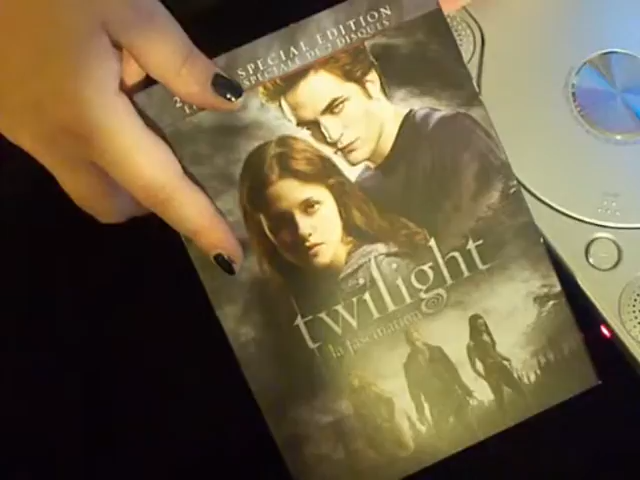 SPECIAL EDITION
SPÉCIALE DE 2 DISQUES
twilight
la fascination